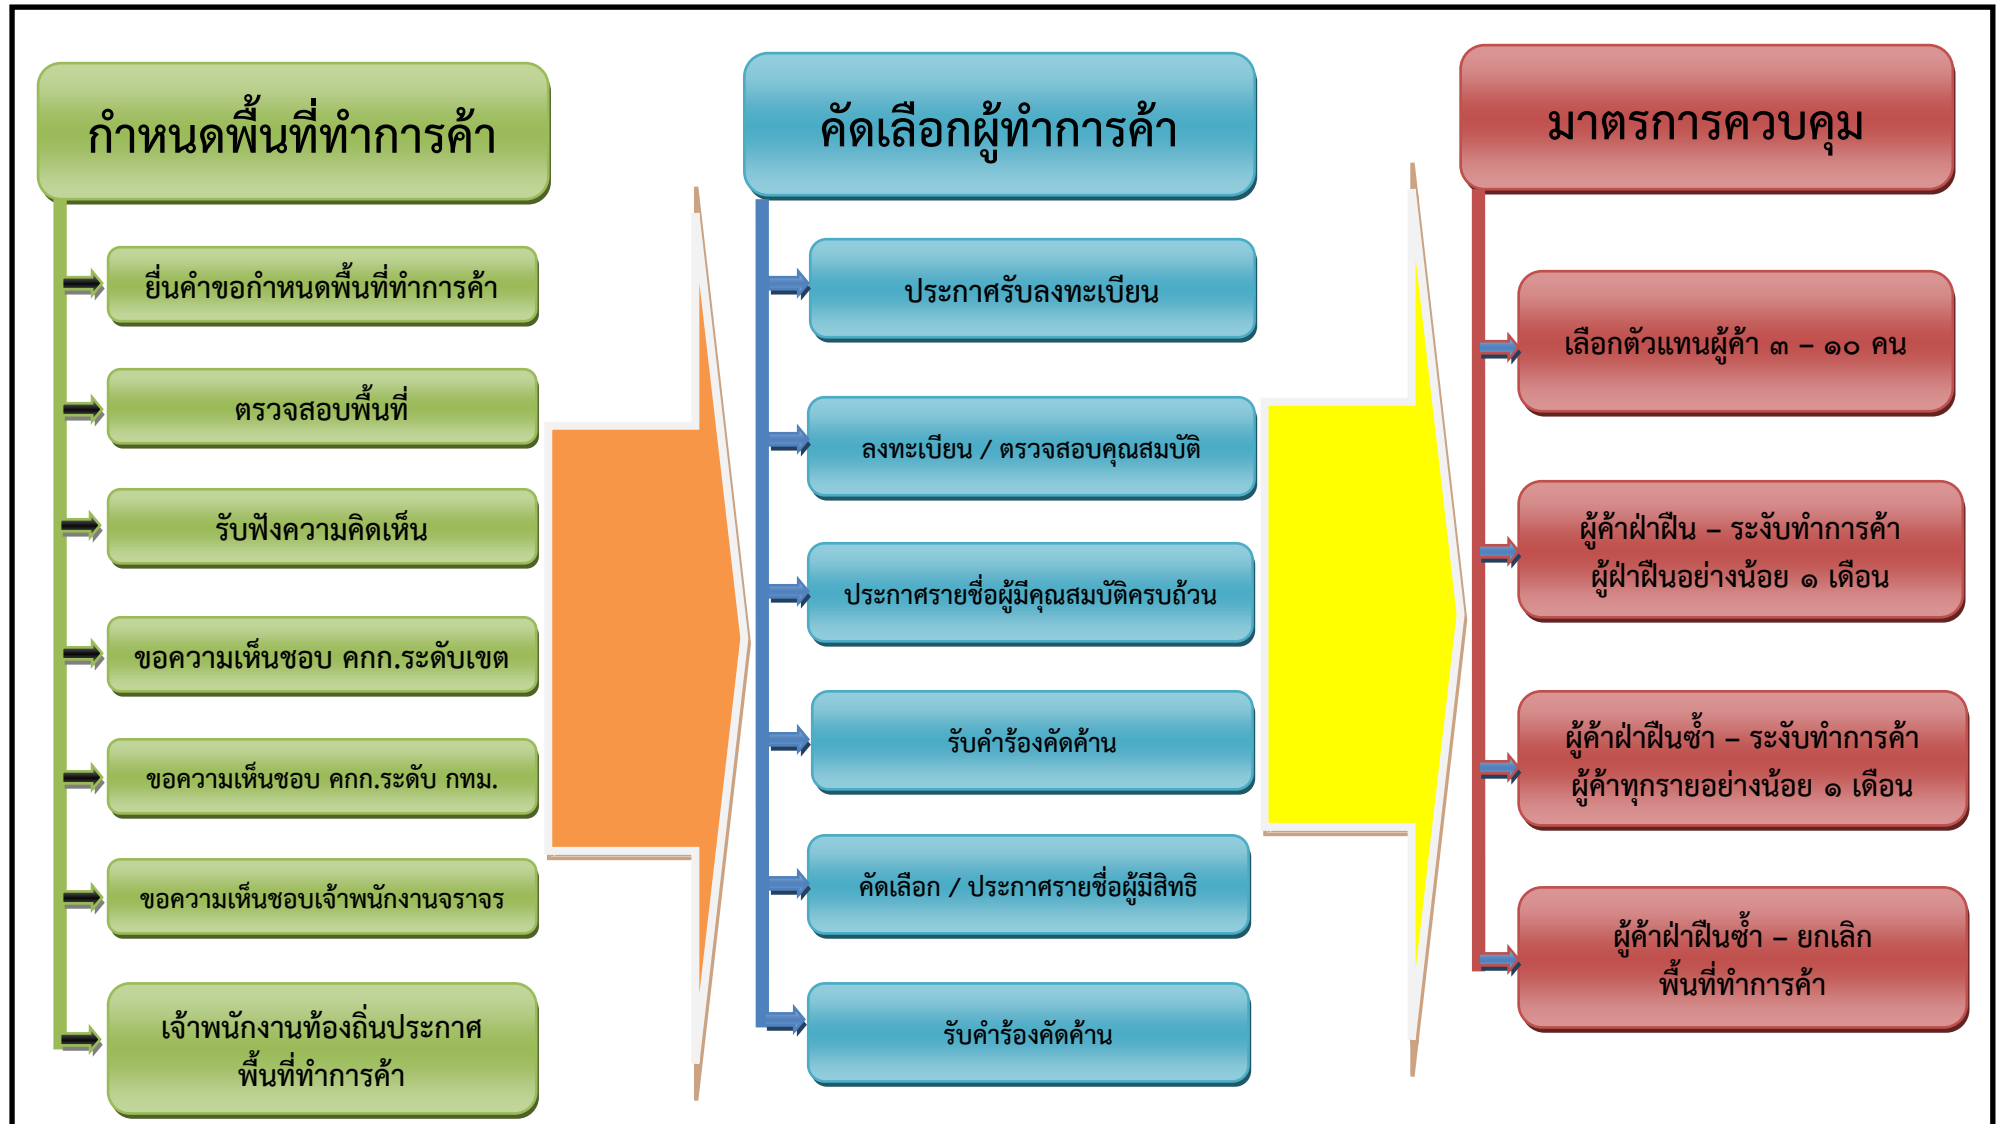 กำหนดพื้นที่ทำการค้า
ยื่นคำขอกำหนดพื้นที่ทำการค้า
ตรวจสอบพื้นที่
รับฟังความคิดเห็น
ขอความเห็นชอบ คกก.ระดับเขต
ขอความเห็นชอบ คกก.ระดับ กทม.
ขอความเห็นชอบเจ้าพนักงานจราจร
เจ้าพนักงานท้องถิ่นประกาศ
พื้นที่ทำการค้า
คัดเลือกผู้ทำการค้า
ประกาศรับลงทะเบียน
ลงทะเบียน / ตรวจสอบคุณสมบัติ
ประกาศรายชื่อผู้มีคุณสมบัติครบถ้วน
รับคำร้องคัดค้าน
คัดเลือก / ประกาศรายชื่อผู้มีสิทธิ
รับคำร้องคัดค้าน
มาตรการควบคุม
เลือกตัวแทนผู้ค้า ๓ – ๑๐ คน
ผู้ค้าฝ่าฝืน – ระงับทำการค้า
ผู้ฝ่าฝืนอย่างน้อย ๑ เดือน
ผู้ค้าฝ่าฝืนซ้ำ – ระงับทำการค้า
ผู้ค้าทุกรายอย่างน้อย ๑ เดือน
ผู้ค้าฝ่าฝืนซ้ำ – ยกเลิก
พื้นที่ทำการค้า